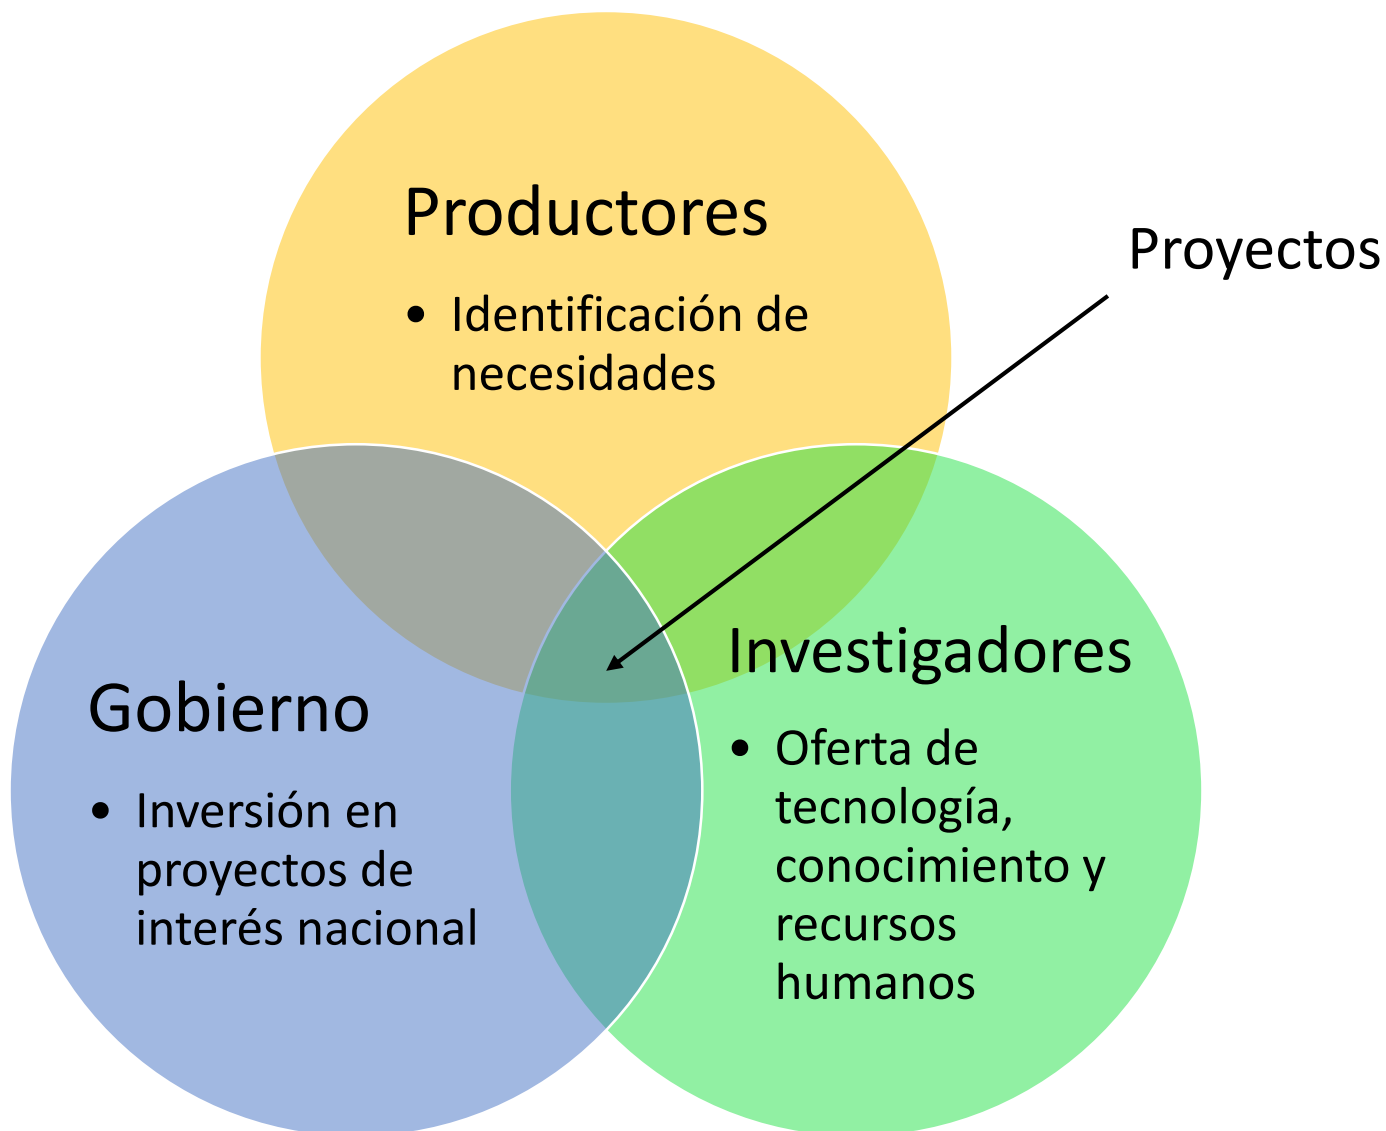 Productores
• Identificación de
necesidades
Proyectos
Gobierno
• Inversión en
proyectos de
interés nacional
Investigadores
• Oferta de
tecnología,
conocimiento y
recursos
humanos